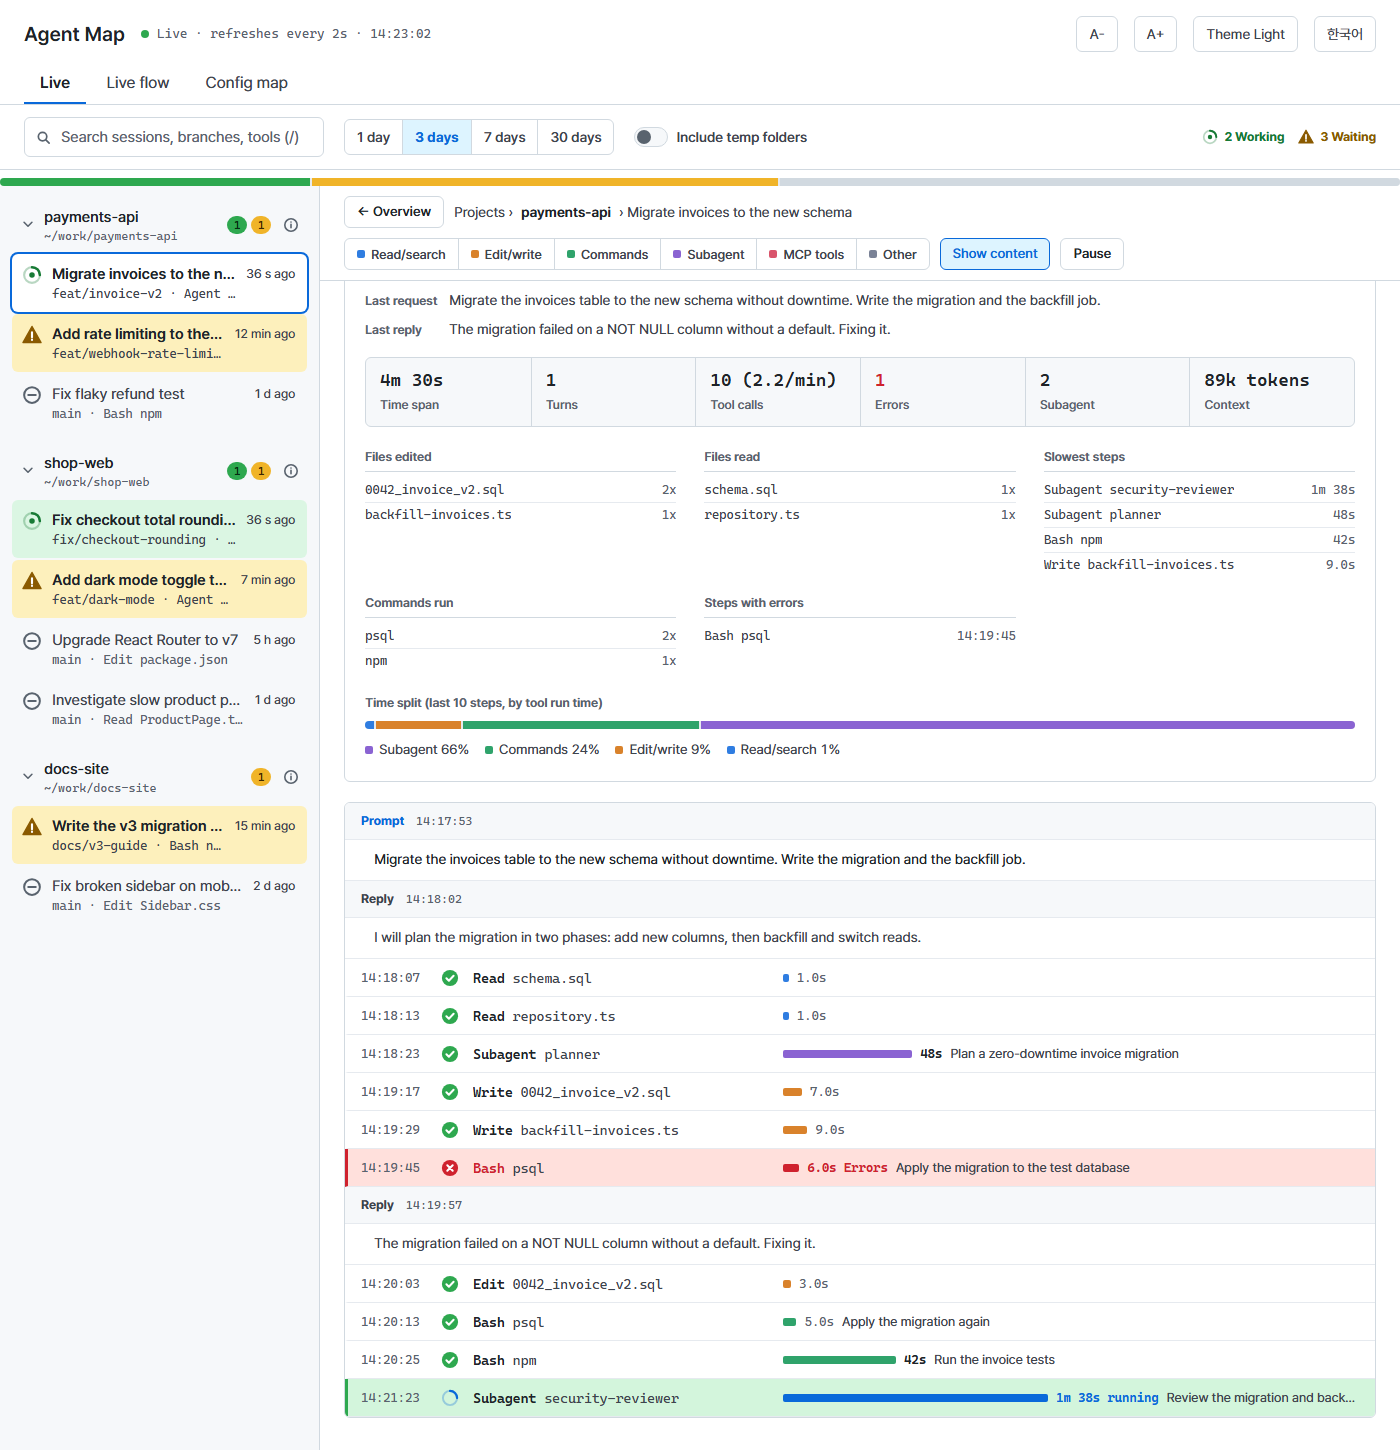 Agent Map
Live · refreshes every 2s · 14:23:02
A-
A+
Theme Light
한국어
Live
Live flow
Config map
Search sessions, branches, tools (/)
1 day
3 days
7 days
30 days
Include temp folders
2 Working
3 Waiting
payments-api
~/work/payments-api
1
1
Migrate invoices to the n...
36 s ago
feat/invoice-v2 · Agent …
Add rate limiting to the...
12 min ago
feat/webhook-rate-limi…
Fix flaky refund test
1 d ago
main · Bash npm
shop-web
~/work/shop-web
1
1
Fix checkout total roundi...
36 s ago
fix/checkout-rounding · …
Add dark mode toggle t...
7 min ago
feat/dark-mode · Agent …
Upgrade React Router to v7
5 h ago
main · Edit package.json
Investigate slow product p...
1 d ago
main · Read ProductPage.t…
docs-site
~/work/docs-site
1
Write the v3 migration ...
15 min ago
docs/v3-guide · Bash n…
Fix broken sidebar on mob...
2 d ago
main · Edit Sidebar.css
← Overview
Projects › payments-api › Migrate invoices to the new schema
Read/search
Edit/write
Commands
Subagent
MCP tools
Other
Show content
Pause
Last request Migrate the invoices table to the new schema without downtime. Write the migration and the backfill job.
Last reply The migration failed on a NOT NULL column without a default. Fixing it.
4m 30s
Time span
1
Turns
10 (2.2/min)
Tool calls
1
Errors
2
Subagent
89k tokens
Context
Files edited
0042_invoice_v2.sql 2x
backfill-invoices.ts 1x
Files read
schema.sql 1x
repository.ts 1x
Slowest steps
Subagent security-reviewer 1m 38s
Subagent planner 48s
Bash npm 42s
Write backfill-invoices.ts 9.0s
Commands run
psql 2x
npm 1x
Steps with errors
Bash psql 14:19:45
Time split (last 10 steps, by tool run time)
Subagent 66%
Commands 24%
Edit/write 9%
Read/search 1%
Prompt 14:17:53
Migrate the invoices table to the new schema without downtime. Write the migration and the backfill job.
Reply 14:18:02
I will plan the migration in two phases: add new columns, then backfill and switch reads.
14:18:07 Read schema.sql 1.0s
14:18:13 Read repository.ts 1.0s
14:18:23 Subagent planner 48s Plan a zero-downtime invoice migration
14:19:17 Write 0042_invoice_v2.sql 7.0s
14:19:29 Write backfill-invoices.ts 9.0s
14:19:45 Bash psql 6.0s Errors Apply the migration to the test database
Reply 14:19:57
The migration failed on a NOT NULL column without a default. Fixing it.
14:20:03 Edit 0042_invoice_v2.sql 3.0s
14:20:13 Bash psql 5.0s Apply the migration again
14:20:25 Bash npm 42s Run the invoice tests
14:21:23 Subagent security-reviewer 1m 38s running Review the migration and back...